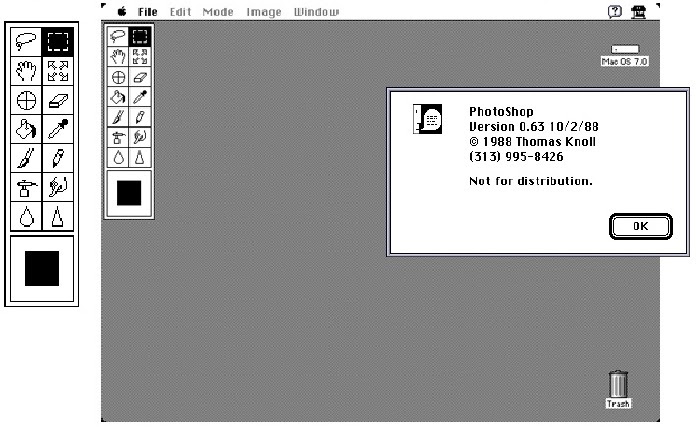 File Edit Mode Image Window
Mac OS 7.0
PhotoShop
Version 0.63 10/2/88
© 1988 Thomas Knoll
(313) 995-8426
Not for distribution.
OK
Trash